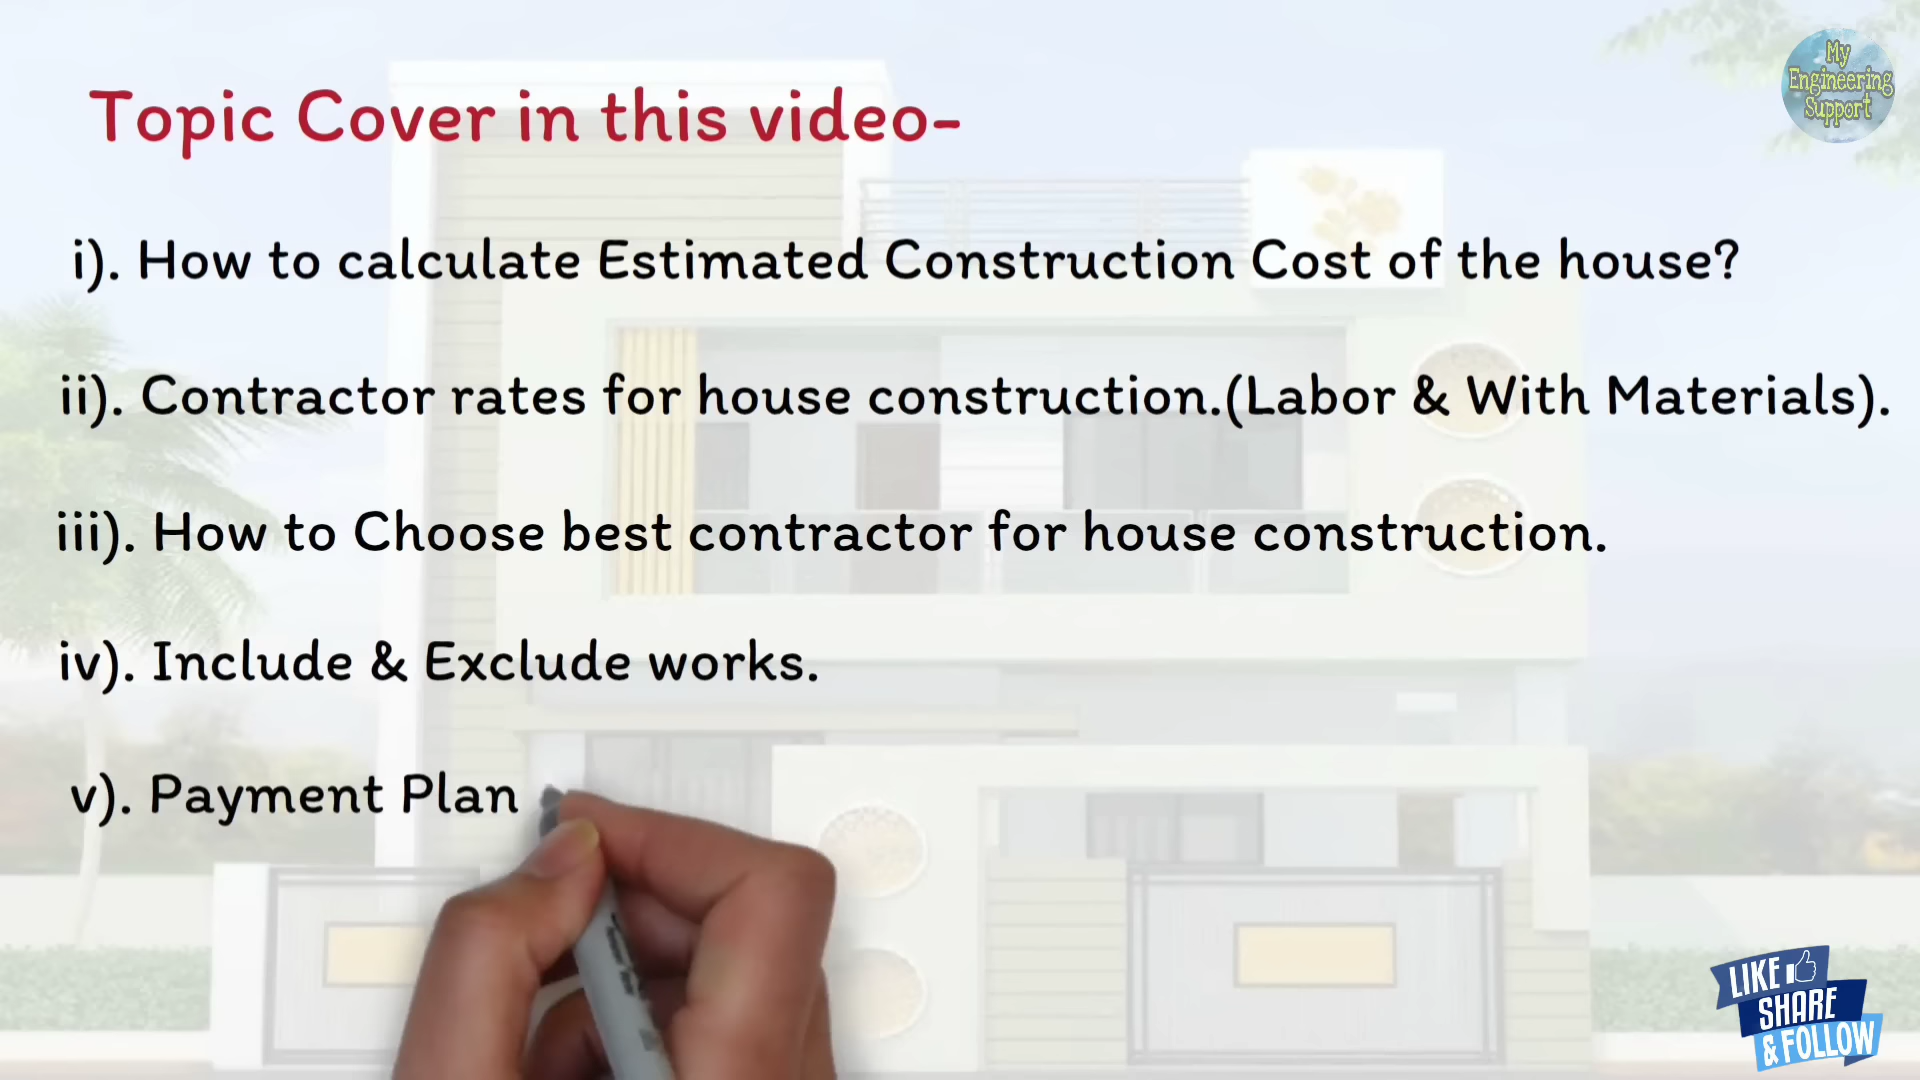 My
Engineering
Support
Topic Cover in this video-
i). How to calculate Estimated Construction Cost of the house?
ii). Contractor rates for house construction.(Labor & With Materials).
iii). How to Choose best contractor for house construction.
iv). Include & Exclude works.
v). Payment Plan
LIKE
SHARE
& FOLLOW